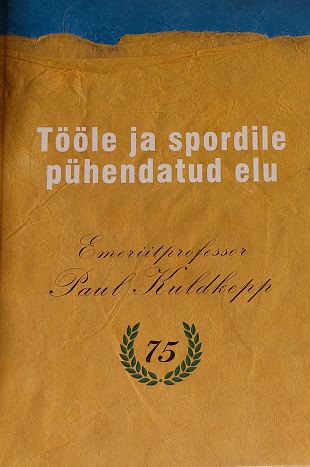 Tööle ja spordile
pühendatud elu
Emeriitprofessor
Paul Kuldkepp
75